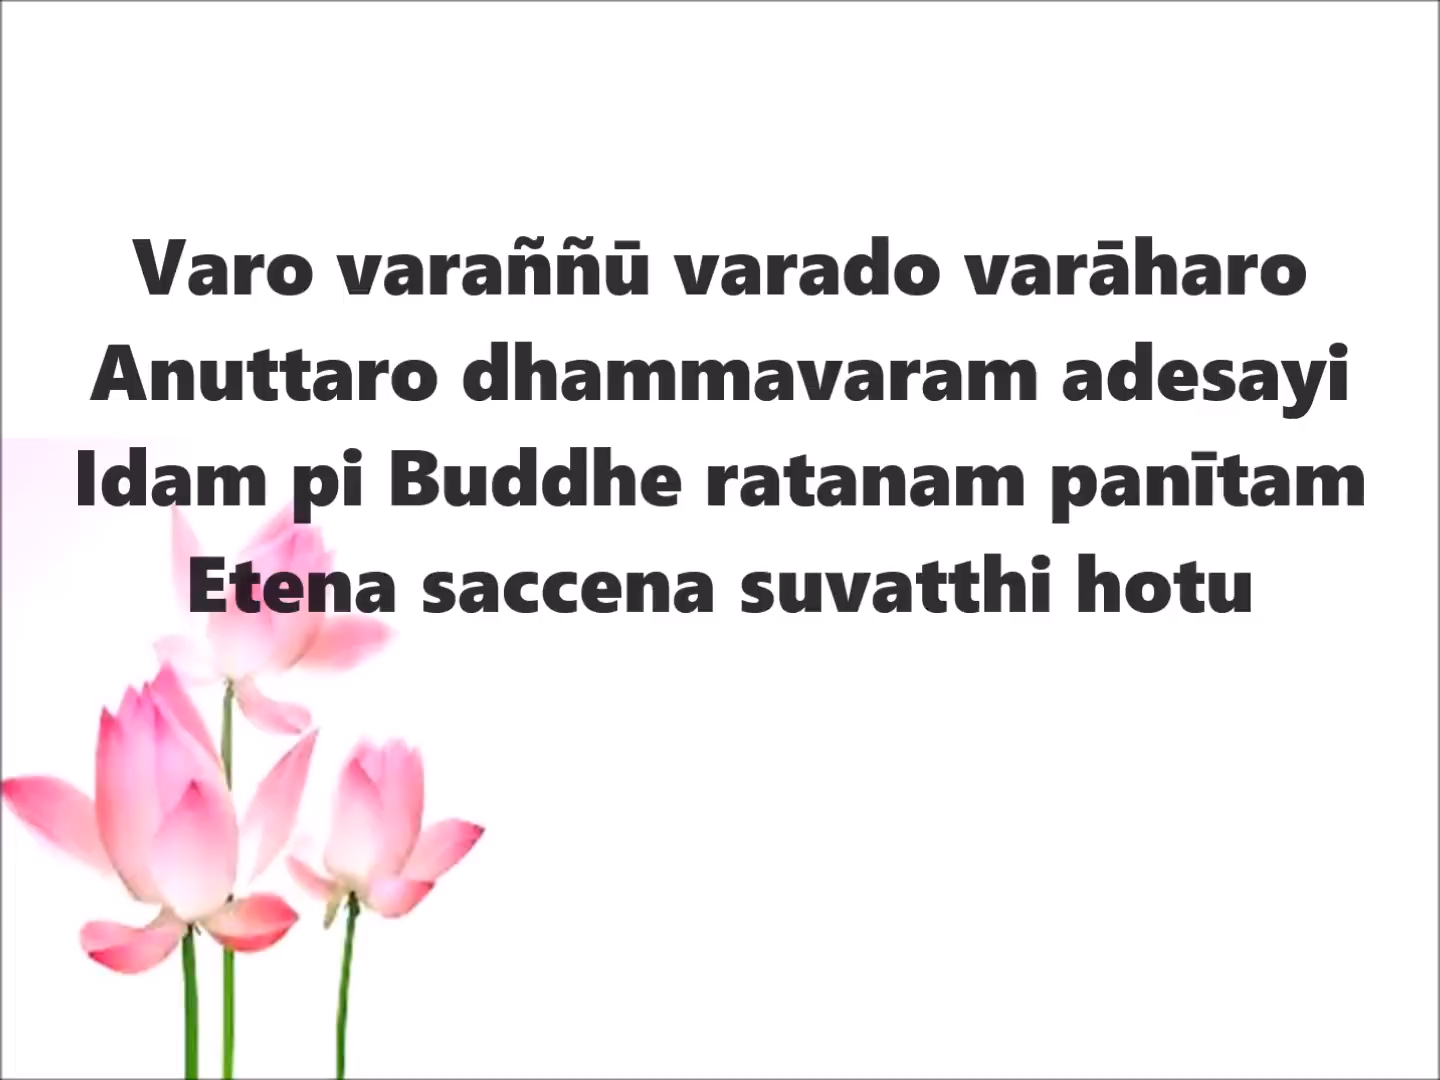 Varo varaññū varado varāharo
Anuttaro dhammavaram adesayi
Idam pi Buddhe ratanam panītam
Etena saccena suvatthi hotu